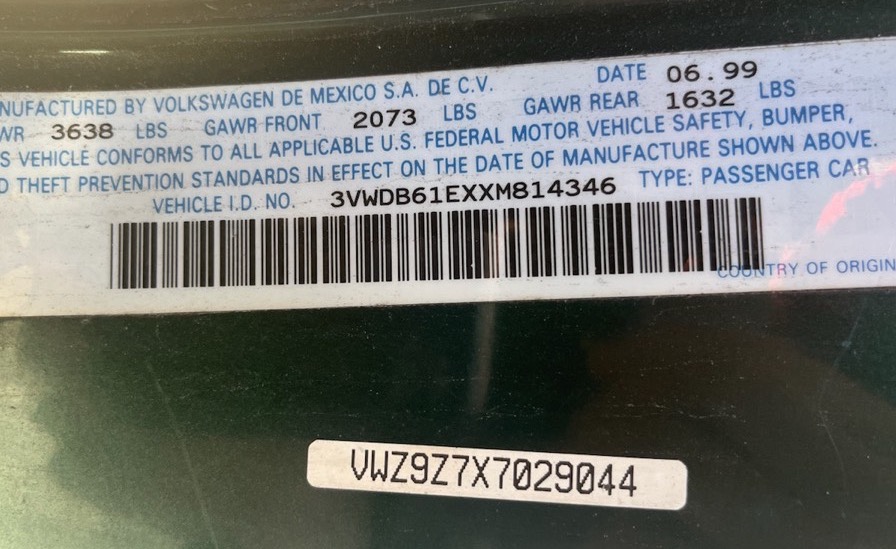 NUFACTURED BY VOLKSWAGEN DE MEXICO S.A. DE C.V. DATE 06.99
WR 3638 LBS GAWR FRONT 2073 LBS GAWR REAR 1632 LBS
S VEHICLE CONFORMS TO ALL APPLICABLE U.S. FEDERAL MOTOR VEHICLE SAFETY, BUMPER,
D THEFT PREVENTION STANDARDS IN EFFECT ON THE DATE OF MANUFACTURE SHOWN ABOVE.
VEHICLE I.D. NO. 3VWDB61EXXM814346 TYPE: PASSENGER CAR
COUNTRY OF ORIGIN
VWZ9Z7X7029044